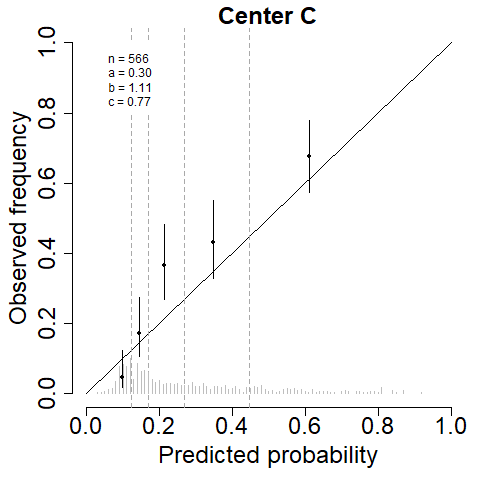 Center C
n = 566
a = 0.30
b = 1.11
c = 0.77
Observed frequency
1.0
0.8
0.6
0.4
0.2
0.0
0.0 0.2 0.4 0.6 0.8 1.0
Predicted probability